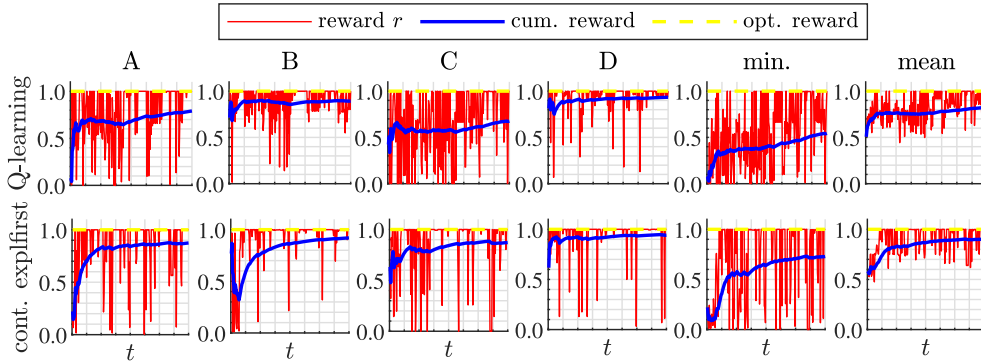 reward r cum. reward opt. reward
A B C D min. mean
Q-learning
1.0 1.0 1.0 1.0 1.0 1.0
0.5 0.5 0.5 0.5 0.5 0.5
0.0 0.0 0.0 0.0 0.0 0.0
cont. explfirst
1.0 1.0 1.0 1.0 1.0 1.0
0.5 0.5 0.5 0.5 0.5 0.5
0.0 0.0 0.0 0.0 0.0 0.0
t t t t t t